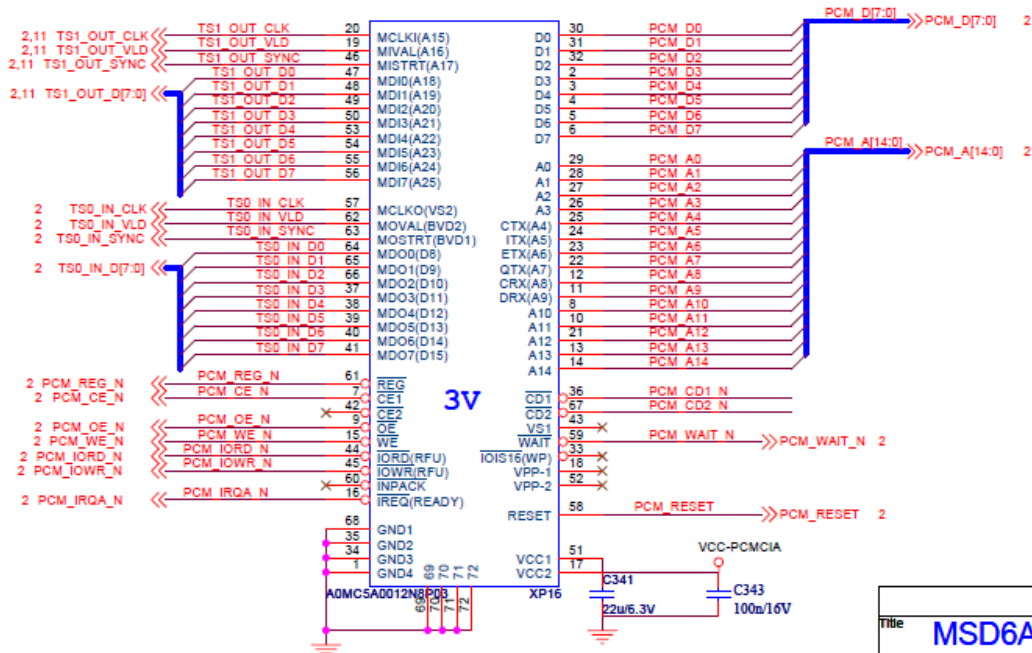 2,11 TS1_OUT_CLK TS1_OUT_CLK 20 MCLKI(A15) D0 30 PCM_D0 PCM_D[7:0] PCM_D[7:0] 2
2,11 TS1_OUT_VLD TS1_OUT_VLD 19 MIVAL(A16) D1 31 PCM_D1
2,11 TS1_OUT_SYNC TS1_OUT_SYNC 46 MISTRT(A17) D2 32 PCM_D2
TS1_OUT_D0 47 MDI0(A18) D3 2 PCM_D3
2,11 TS1_OUT_D[7:0] TS1_OUT_D1 48 MDI1(A19) D4 3 PCM_D4
TS1_OUT_D2 49 MDI2(A20) D5 4 PCM_D5
TS1_OUT_D3 50 MDI3(A21) D6 5 PCM_D6
TS1_OUT_D4 53 MDI4(A22) D7 6 PCM_D7
TS1_OUT_D5 54 MDI5(A23)
TS1_OUT_D6 55 MDI6(A24) A0 29 PCM_A0 PCM_A[14:0] PCM_A[14:0] 2
TS1_OUT_D7 56 MDI7(A25) A1 28 PCM_A1
A2 27 PCM_A2
2 TS0_IN_CLK TS0_IN_CLK 57 MCLKO(VS2) A3 26 PCM_A3
2 TS0_IN_VLD TS0_IN_VLD 62 MOVAL(BVD2) CTX(A4) 25 PCM_A4
2 TS0_IN_SYNC TS0_IN_SYNC 63 MOSTRT(BVD1) ITX(A5) 24 PCM_A5
TS0_IN_D0 64 MDO0(D8) ETX(A6) 23 PCM_A6
2 TS0_IN_D[7:0] TS0_IN_D1 65 MDO1(D9) QTX(A7) 22 PCM_A7
TS0_IN_D2 66 MDO2(D10) CRX(A8) 12 PCM_A8
TS0_IN_D3 37 MDO3(D11) DRX(A9) 11 PCM_A9
TS0_IN_D4 38 MDO4(D12) A10 8 PCM_A10
TS0_IN_D5 39 MDO5(D13) A11 10 PCM_A11
TS0_IN_D6 40 MDO6(D14) A12 21 PCM_A12
TS0_IN_D7 41 MDO7(D15) A13 13 PCM_A13
A14 14 PCM_A14
2 PCM_REG_N PCM_REG_N 61 REG
2 PCM_CE_N PCM_CE_N 7 CE1 3V CD1 36 PCM_CD1_N
42 CE2 CD2 67 PCM_CD2_N
2 PCM_OE_N PCM_OE_N 9 OE VS1 43
2 PCM_WE_N PCM_WE_N 15 WE WAIT 59 PCM_WAIT_N PCM_WAIT_N 2
2 PCM_IORD_N PCM_IORD_N 44 IORD(RFU) IOIS16(WP) 33
2 PCM_IOWR_N PCM_IOWR_N 45 IOWR(RFU) VPP-1 18
60 INPACK VPP-2 52
2 PCM_IRQA_N PCM_IRQA_N 16 IREQ(READY)
RESET 58 PCM_RESET PCM_RESET 2
68 GND1
35 GND2
34 GND3 VCC1 51 VCC-PCMCIA
1 GND4 VCC2 17
69 70 71 72
A0MC5A0012N8P03 XP16
69 70 71 72
C341
22u/6.3V
C343
100n/16V
Title MSD6A